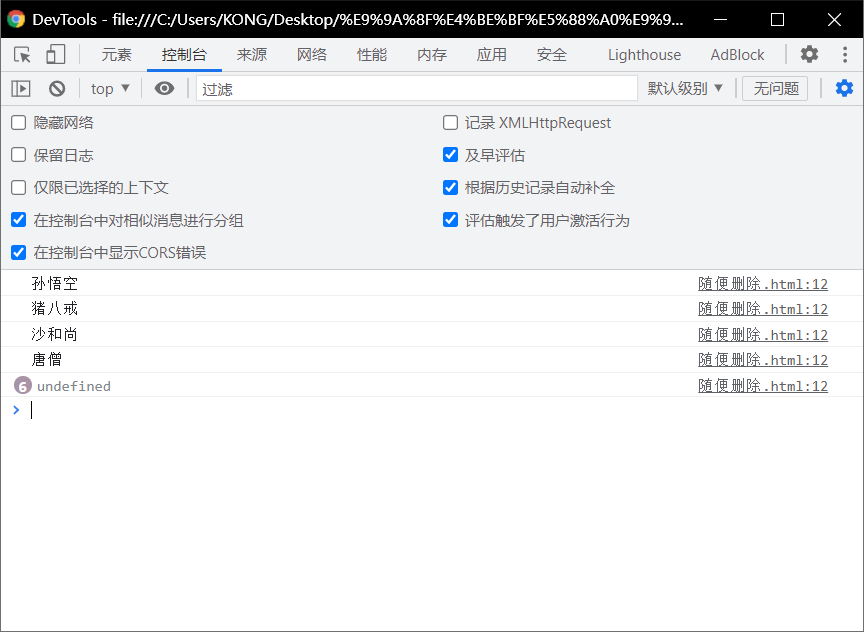 DevTools - file:///C:/Users/KONG/Desktop/%E9%9A%8F%E4%BE%BF%E5%88%A0%E9%9...
元素 控制台 来源 网络 性能 内存 应用 安全 Lighthouse AdBlock
top 过滤 默认级别 无问题
隐藏网络 记录 XMLHttpRequest
保留日志 及早评估
仅限已选择的上下文 根据历史记录自动补全
在控制台中对相似消息进行分组 评估触发了用户激活行为
在控制台中显示CORS错误
孙悟空 随便删除.html:12
猪八戒 随便删除.html:12
沙和尚 随便删除.html:12
唐僧 随便删除.html:12
6 undefined 随便删除.html:12